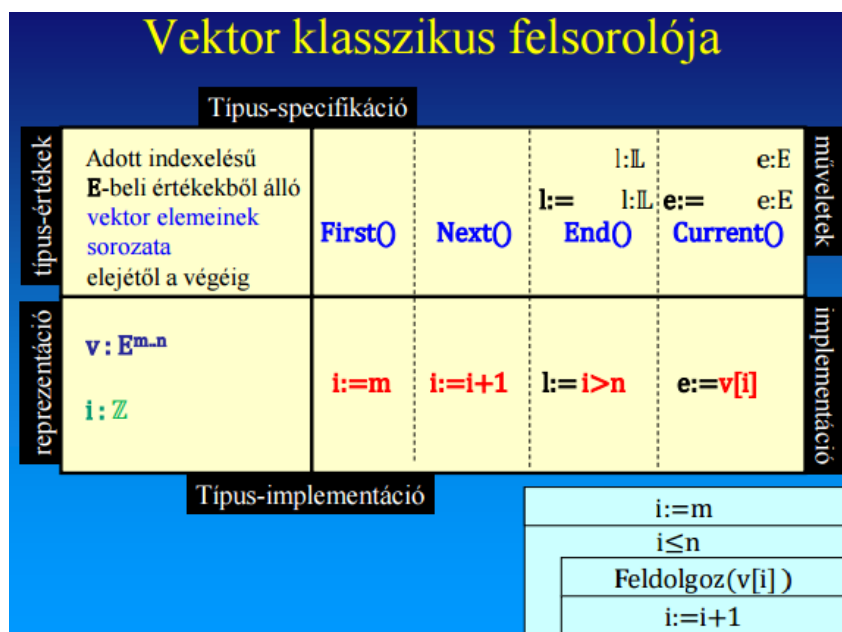 Vektor klasszikus felsorolója
Típus-specifikáció
típus-értékek
Adott indexelésű
E-beli értékekből álló
vektor elemeinek
sorozata
elejétől a végéig
First()
Next()
l:𝕃
l:= l:𝕃
End()
e:E
e:= e:E
Current()
műveletek
reprezentáció
v : Eᵐ··ⁿ
i : ℤ
i:=m
i:=i+1
l:= i>n
e:=v[i]
implementáció
Típus-implementáció
i:=m
i≤n
Feldolgoz(v[i] )
i:=i+1